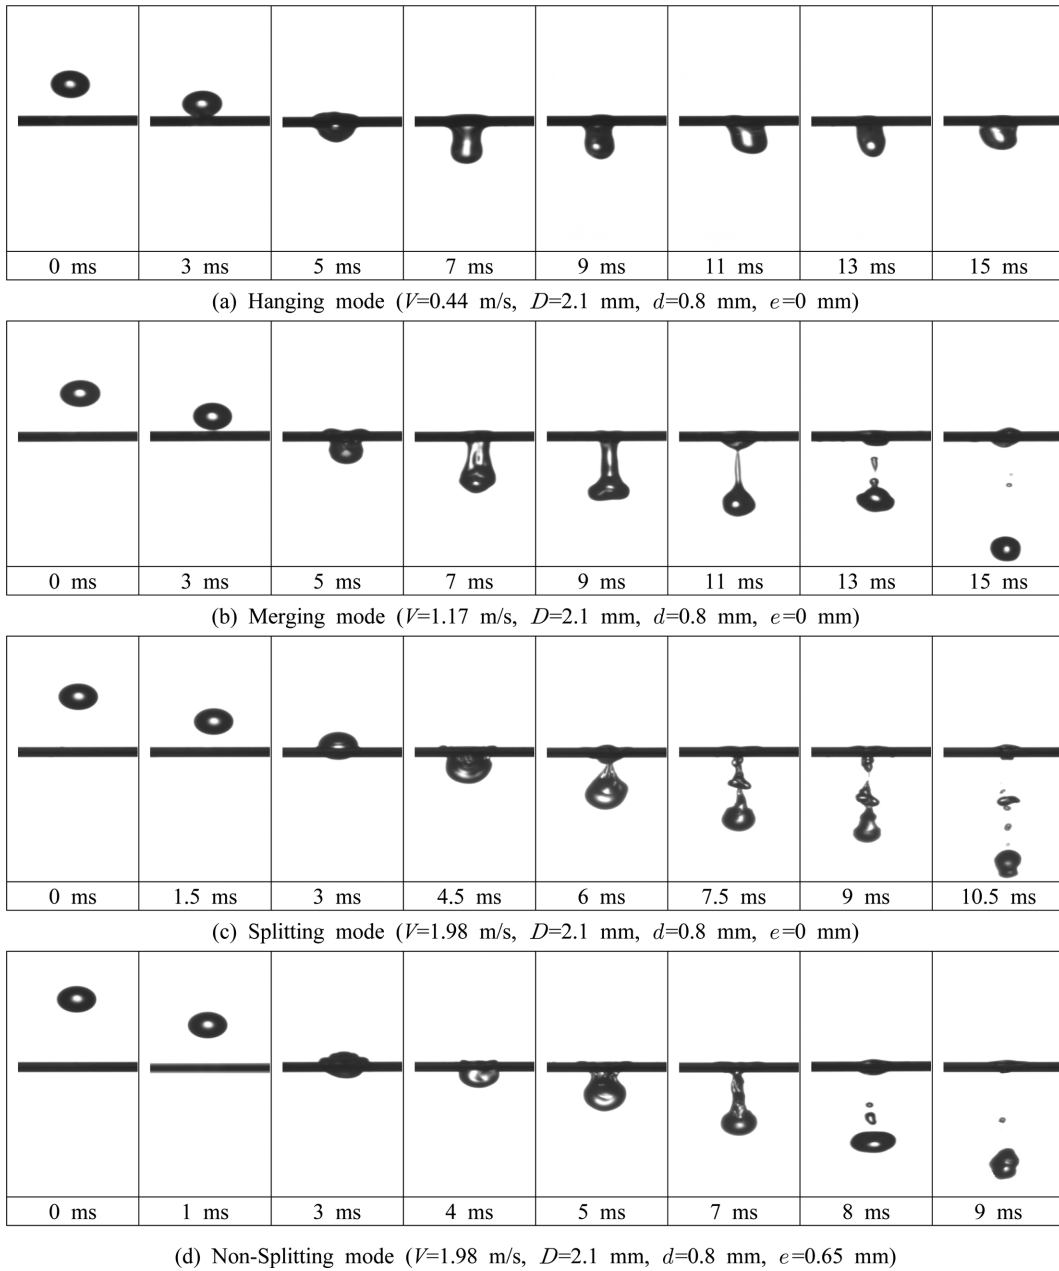 0 ms 3 ms 5 ms 7 ms 9 ms 11 ms 13 ms 15 ms
(a) Hanging mode (V=0.44 m/s, D=2.1 mm, d=0.8 mm, e=0 mm)
0 ms 3 ms 5 ms 7 ms 9 ms 11 ms 13 ms 15 ms
(b) Merging mode (V=1.17 m/s, D=2.1 mm, d=0.8 mm, e=0 mm)
0 ms 1.5 ms 3 ms 4.5 ms 6 ms 7.5 ms 9 ms 10.5 ms
(c) Splitting mode (V=1.98 m/s, D=2.1 mm, d=0.8 mm, e=0 mm)
0 ms 1 ms 3 ms 4 ms 5 ms 7 ms 8 ms 9 ms
(d) Non-Splitting mode (V=1.98 m/s, D=2.1 mm, d=0.8 mm, e=0.65 mm)